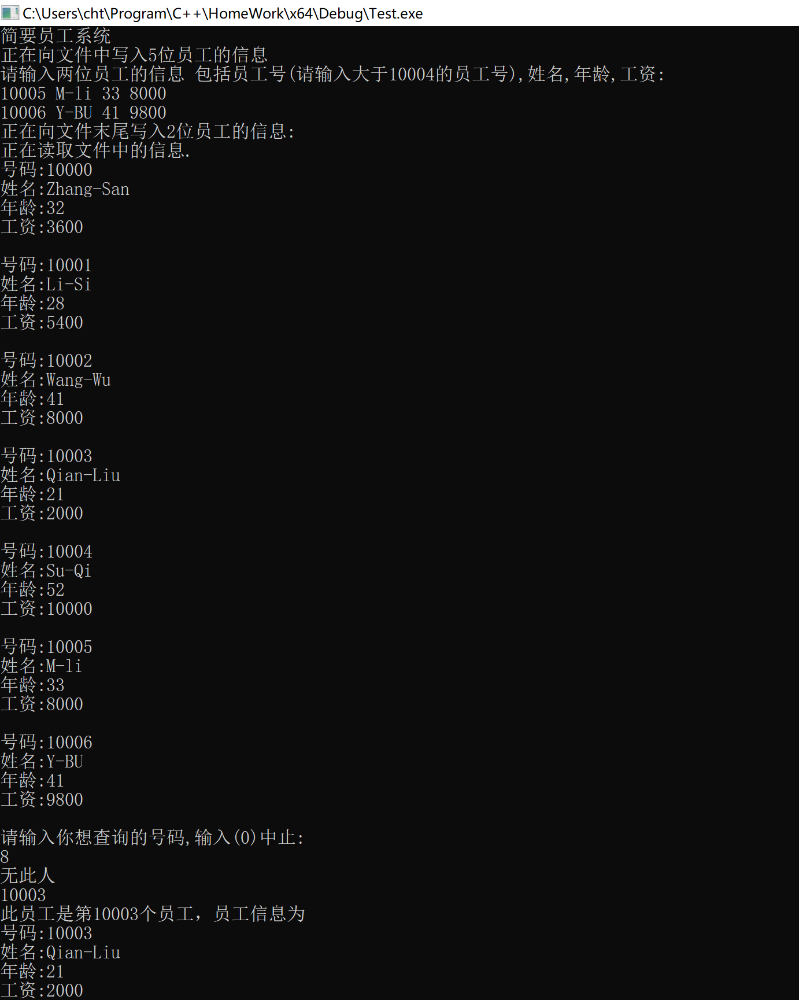 C:\Users\cht\Program\C++\HomeWork\x64\Debug\Test.exe
简要员工系统
正在向文件中写入5位员工的信息
请输入两位员工的信息 包括员工号(请输入大于10004的员工号),姓名,年龄,工资:
10005 M-li 33 8000
10006 Y-BU 41 9800
正在向文件末尾写入2位员工的信息:
正在读取文件中的信息.
号码:10000
姓名:Zhang-San
年龄:32
工资:3600
号码:10001
姓名:Li-Si
年龄:28
工资:5400
号码:10002
姓名:Wang-Wu
年龄:41
工资:8000
号码:10003
姓名:Qian-Liu
年龄:21
工资:2000
号码:10004
姓名:Su-Qi
年龄:52
工资:10000
号码:10005
姓名:M-li
年龄:33
工资:8000
号码:10006
姓名:Y-BU
年龄:41
工资:9800
请输入你想查询的号码,输入(0)中止:
8
无此人
10003
此员工是第10003个员工，员工信息为
号码:10003
姓名:Qian-Liu
年龄:21
工资:2000